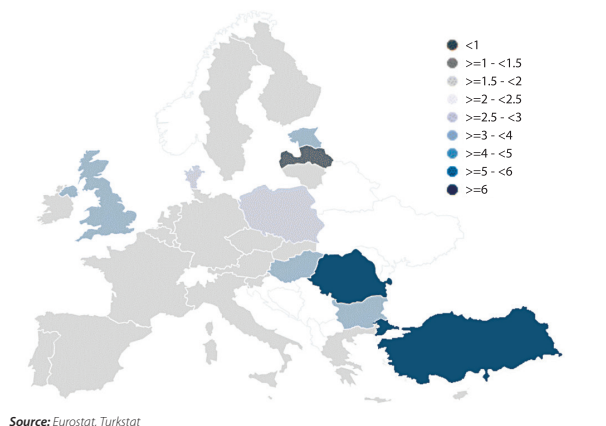 <1
>=1 - <1.5
>=1.5 - <2
>=2 - <2.5
>=2.5 - <3
>=3 - <4
>=4 - <5
>=5 - <6
>=6
Source: Eurostat, Turkstat